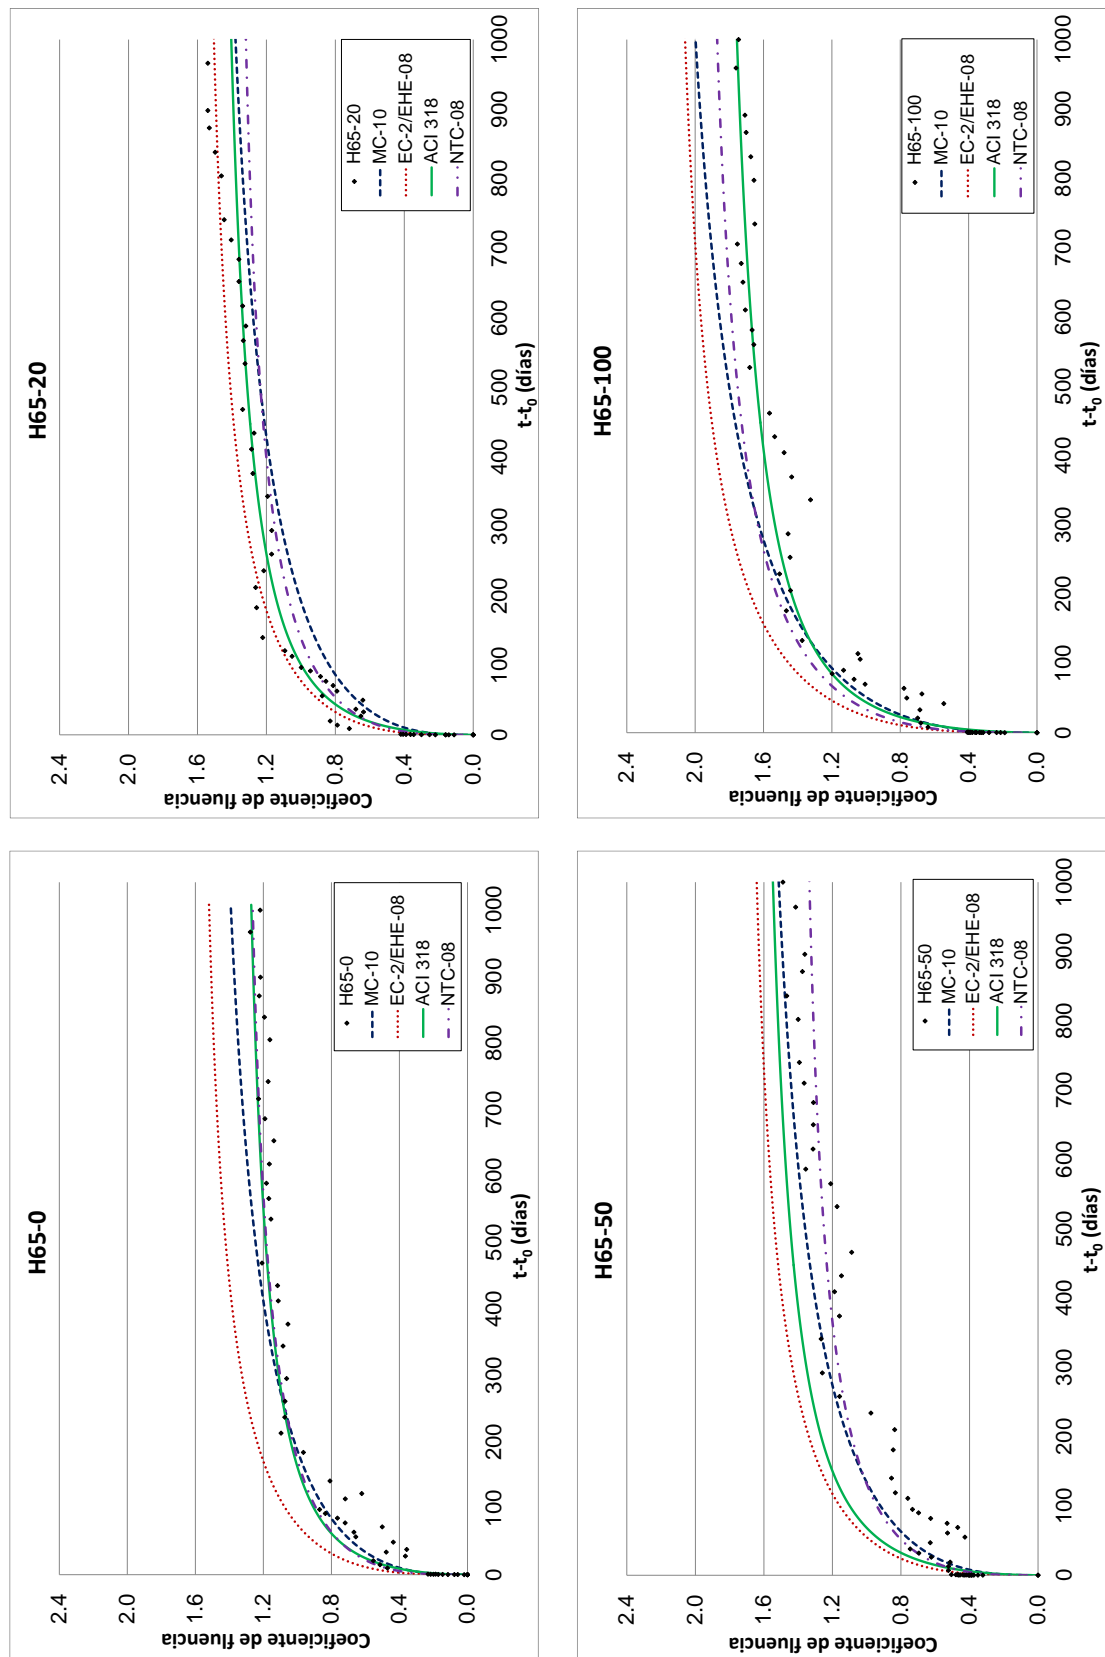 H65-0
Coeficiente de fluencia
2.4
2.0
1.6
1.2
0.8
0.4
0.0
0 100 200 300 400 500 600 700 800 900 1000
t-t0 (días)
H65-0
MC-10
EC-2/EHE-08
ACI 318
NTC-08
H65-20
Coeficiente de fluencia
2.4
2.0
1.6
1.2
0.8
0.4
0.0
0 100 200 300 400 500 600 700 800 900 1000
t-t0 (días)
H65-20
MC-10
EC-2/EHE-08
ACI 318
NTC-08
H65-50
Coeficiente de fluencia
2.4
2.0
1.6
1.2
0.8
0.4
0.0
0 100 200 300 400 500 600 700 800 900 1000
t-t0 (días)
H65-50
MC-10
EC-2/EHE-08
ACI 318
NTC-08
H65-100
Coeficiente de fluencia
2.4
2.0
1.6
1.2
0.8
0.4
0.0
0 100 200 300 400 500 600 700 800 900 1000
t-t0 (días)
H65-100
MC-10
EC-2/EHE-08
ACI 318
NTC-08